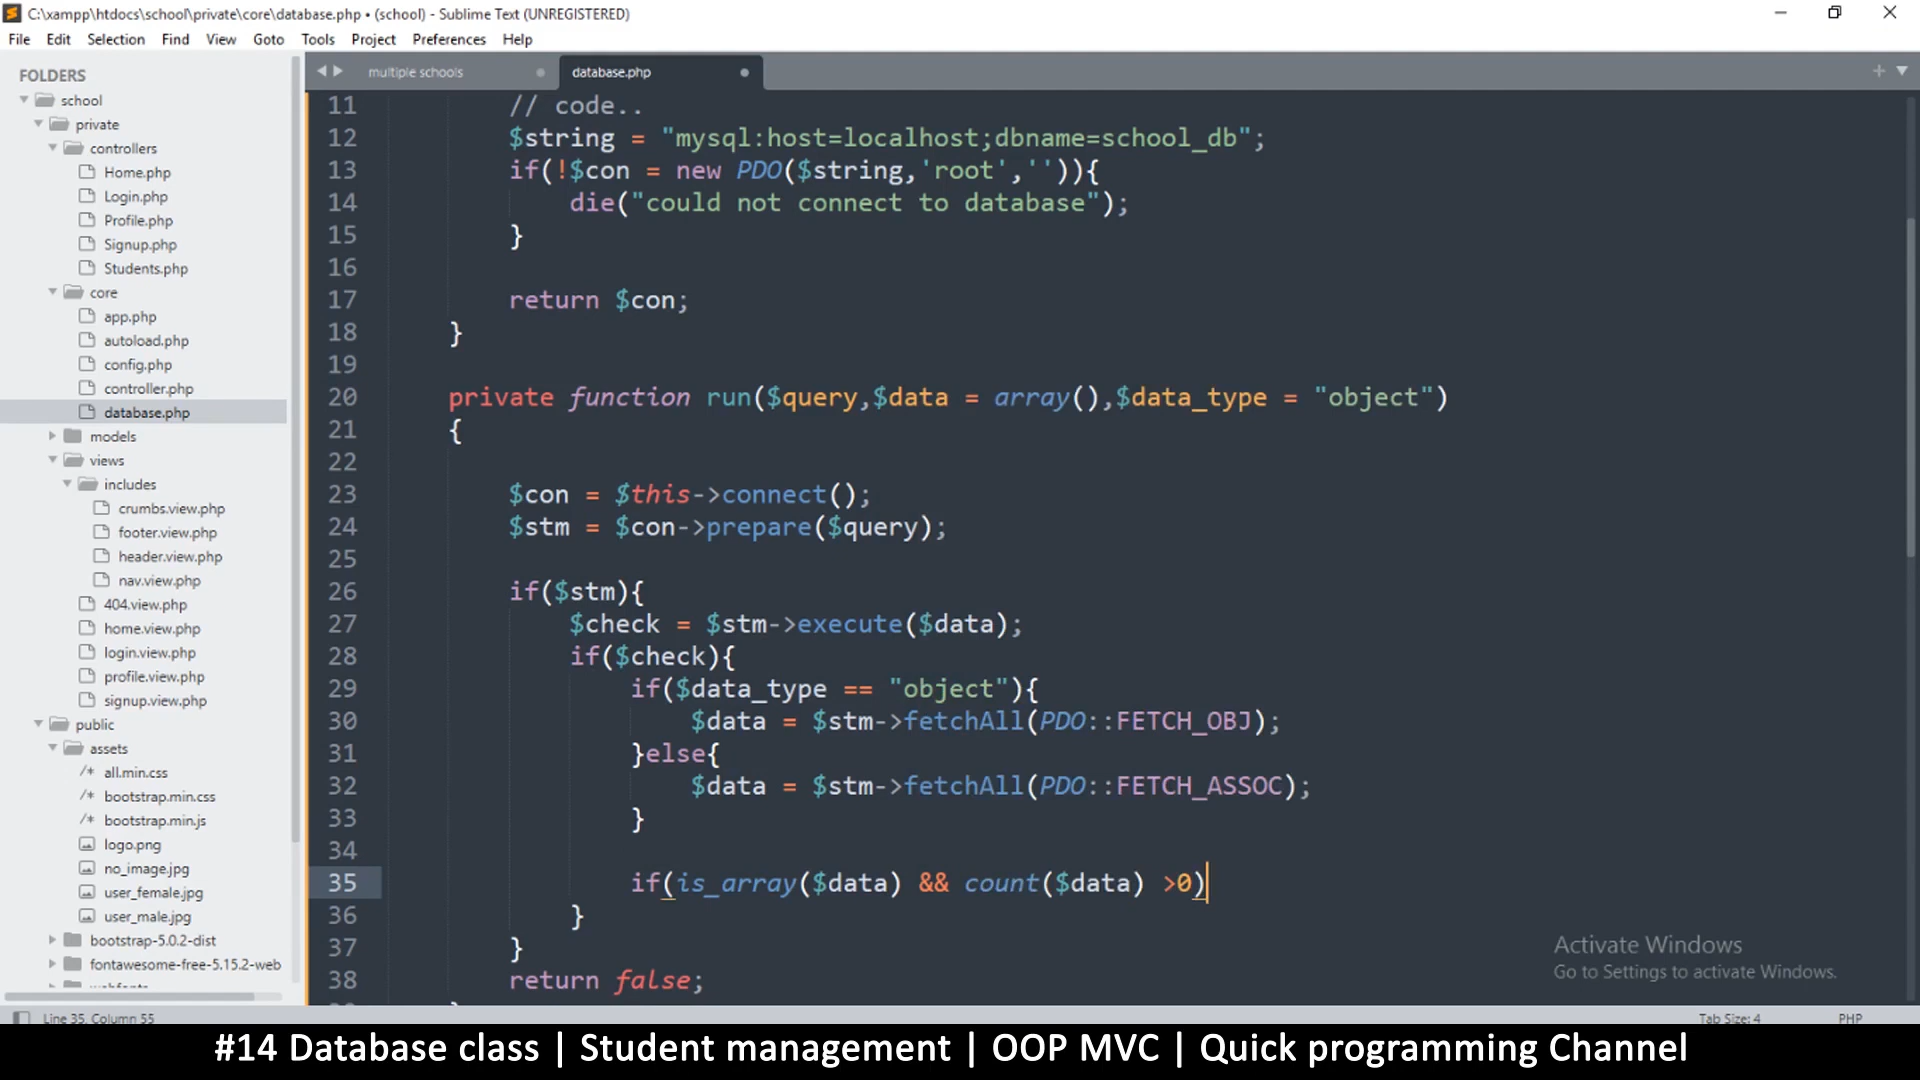 C:\xampp\htdocs\school\private\core\database.php • (school) - Sublime Text (UNREGISTERED)
File Edit Selection Find View Goto Tools Project Preferences Help
FOLDERS
school
private
controllers
Home.php
Login.php
Profile.php
Signup.php
Students.php
core
app.php
autoload.php
config.php
controller.php
database.php
models
views
includes
crumbs.view.php
footer.view.php
header.view.php
nav.view.php
404.view.php
home.view.php
login.view.php
profile.view.php
signup.view.php
public
assets
/* all.min.css
/* bootstrap.min.css
/* bootstrap.min.js
logo.png
no_image.jpg
user_female.jpg
user_male.jpg
bootstrap-5.0.2-dist
fontawesome-free-5.15.2-web
multiple schools
database.php
11 // code..
12 $string = "mysql:host=localhost;dbname=school_db";
13 if(!$con = new PDO($string,'root','')){
14 die("could not connect to database");
15 }
16
17 return $con;
18 }
19
20 private function run($query,$data = array(),$data_type = "object")
21 {
22
23 $con = $this->connect();
24 $stm = $con->prepare($query);
25
26 if($stm){
27 $check = $stm->execute($data);
28 if($check){
29 if($data_type == "object"){
30 $data = $stm->fetchAll(PDO::FETCH_OBJ);
31 }else{
32 $data = $stm->fetchAll(PDO::FETCH_ASSOC);
33 }
34
35 if(is_array($data) && count($data) >0)
36 }
37 }
38 return false;
Activate Windows
Go to Settings to activate Windows.
Line 35, Column 55
Tab Size: 4
PHP
#14 Database class | Student management | OOP MVC | Quick programming Channel